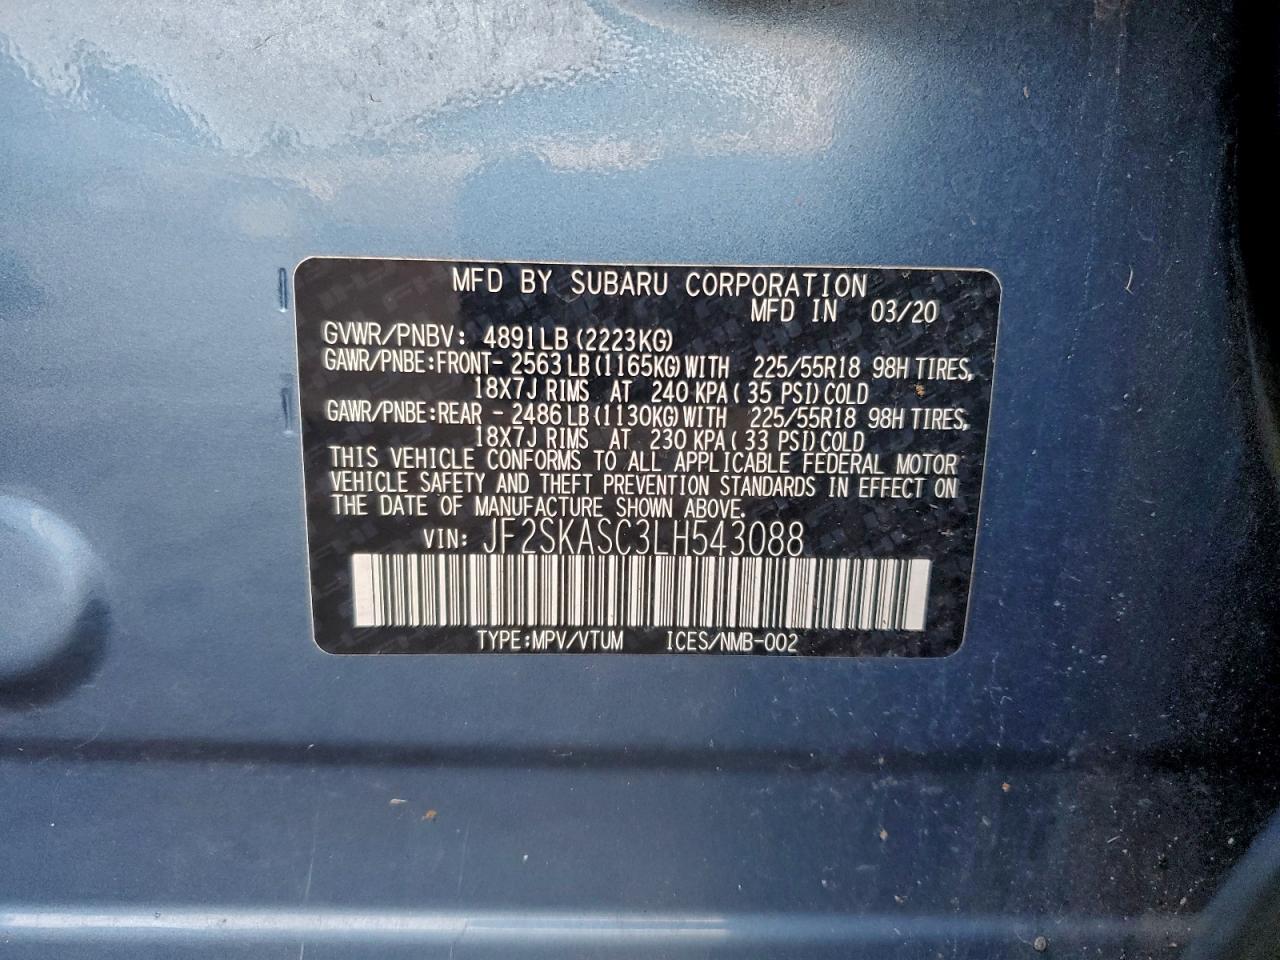 MFD BY SUBARU CORPORATION
MFD IN 03/20
GVWR/PNBV: 4891LB (2223KG)
GAWR/PNBE:FRONT- 2563LB (1165KG) WITH 225/55R18 98H TIRES,
18X7J RIMS AT 240 KPA ( 35 PSI) COLD
GAWR/PNBE:REAR - 2486LB (1130KG) WITH 225/55R18 98H TIRES,
18X7J RIMS AT 230 KPA ( 33 PSI) COLD
THIS VEHICLE CONFORMS TO ALL APPLICABLE FEDERAL MOTOR
VEHICLE SAFETY AND THEFT PREVENTION STANDARDS IN EFFECT ON
THE DATE OF MANUFACTURE SHOWN ABOVE.
VIN: JF2SKASC3LH543088
TYPE:MPV/VTUM ICES/NMB-002